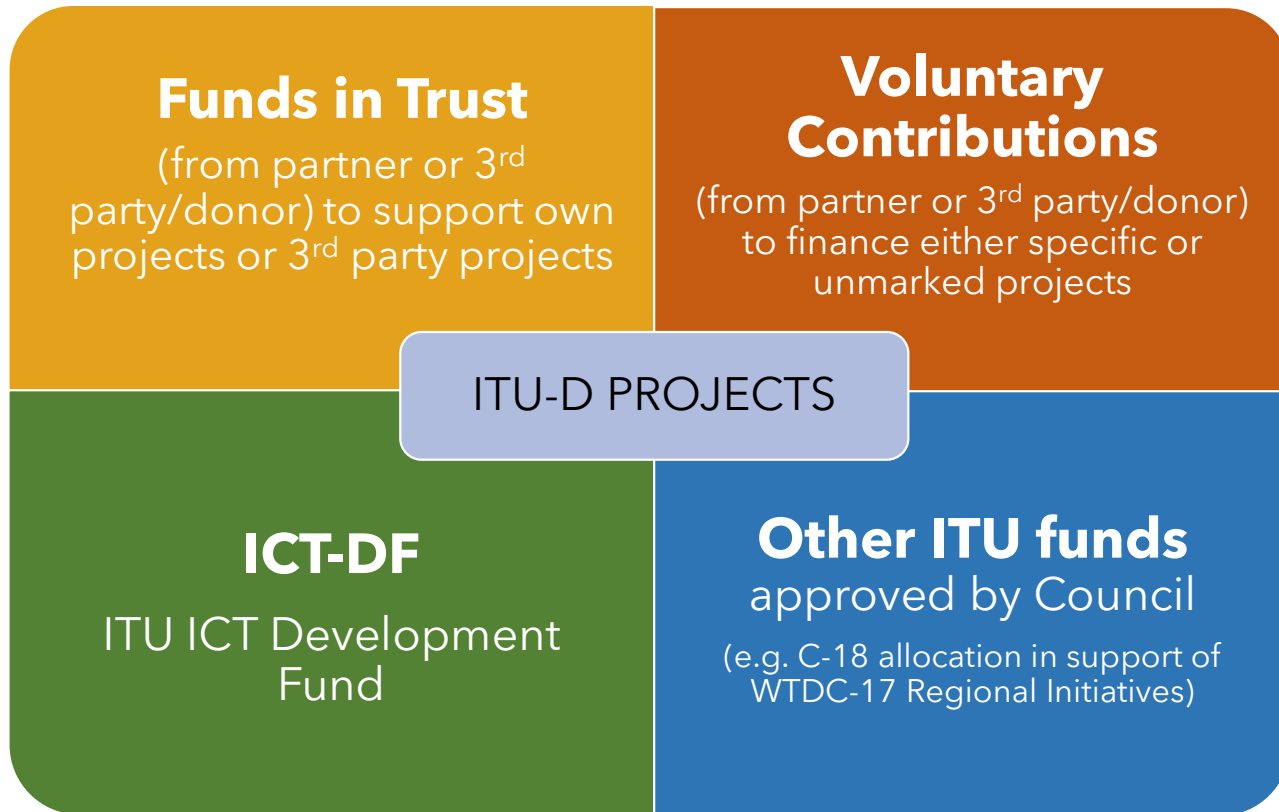 Funds in Trust
(from partner or 3rd
party/donor) to support own
projects or 3rd party projects
Voluntary
Contributions
(from partner or 3rd party/donor)
to finance either specific or
unmarked projects
ITU-D PROJECTS
ICT-DF
ITU ICT Development
Fund
Other ITU funds
approved by Council
(e.g. C-18 allocation in support of
WTDC-17 Regional Initiatives)